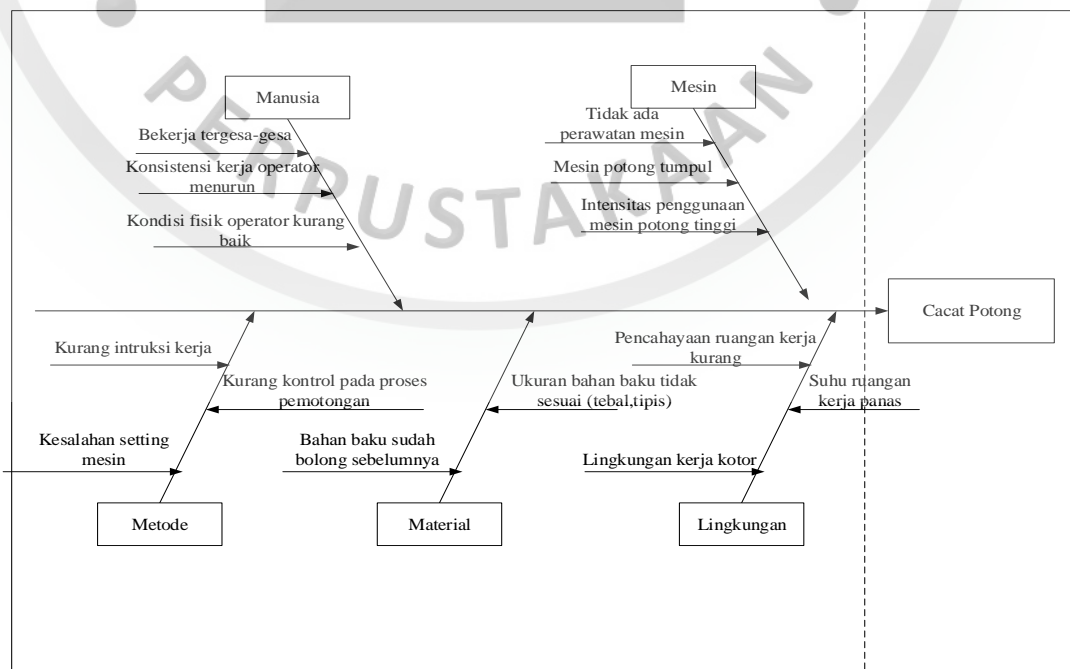 PERPUSTAKAAN
Manusia
Bekerja tergesa-gesa
Konsistensi kerja operator
menurun
Kondisi fisik operator kurang
baik
Mesin
Tidak ada
perawatan mesin
Mesin potong tumpul
Intensitas penggunaan
mesin potong tinggi
Cacat Potong
Kurang intruksi kerja
Kurang kontrol pada proses
pemotongan
Kesalahan setting
mesin
Metode
Ukuran bahan baku tidak
sesuai (tebal,tipis)
Bahan baku sudah
bolong sebelumnya
Material
Pencahayaan ruangan kerja
kurang
Suhu ruangan
kerja panas
Lingkungan kerja kotor
Lingkungan